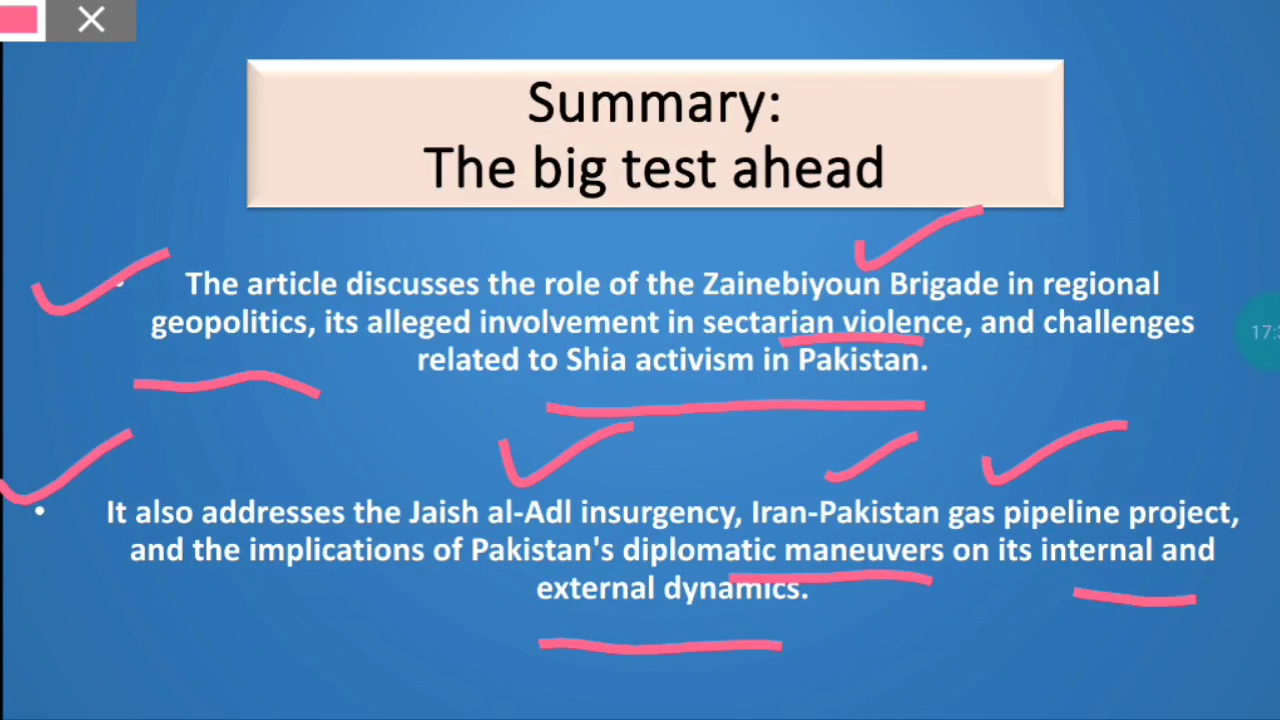 Summary:
The big test ahead
• The article discusses the role of the Zainebiyoun Brigade in regional
geopolitics, its alleged involvement in sectarian violence, and challenges
related to Shia activism in Pakistan.
• It also addresses the Jaish al-Adl insurgency, Iran-Pakistan gas pipeline project,
and the implications of Pakistan's diplomatic maneuvers on its internal and
external dynamics.